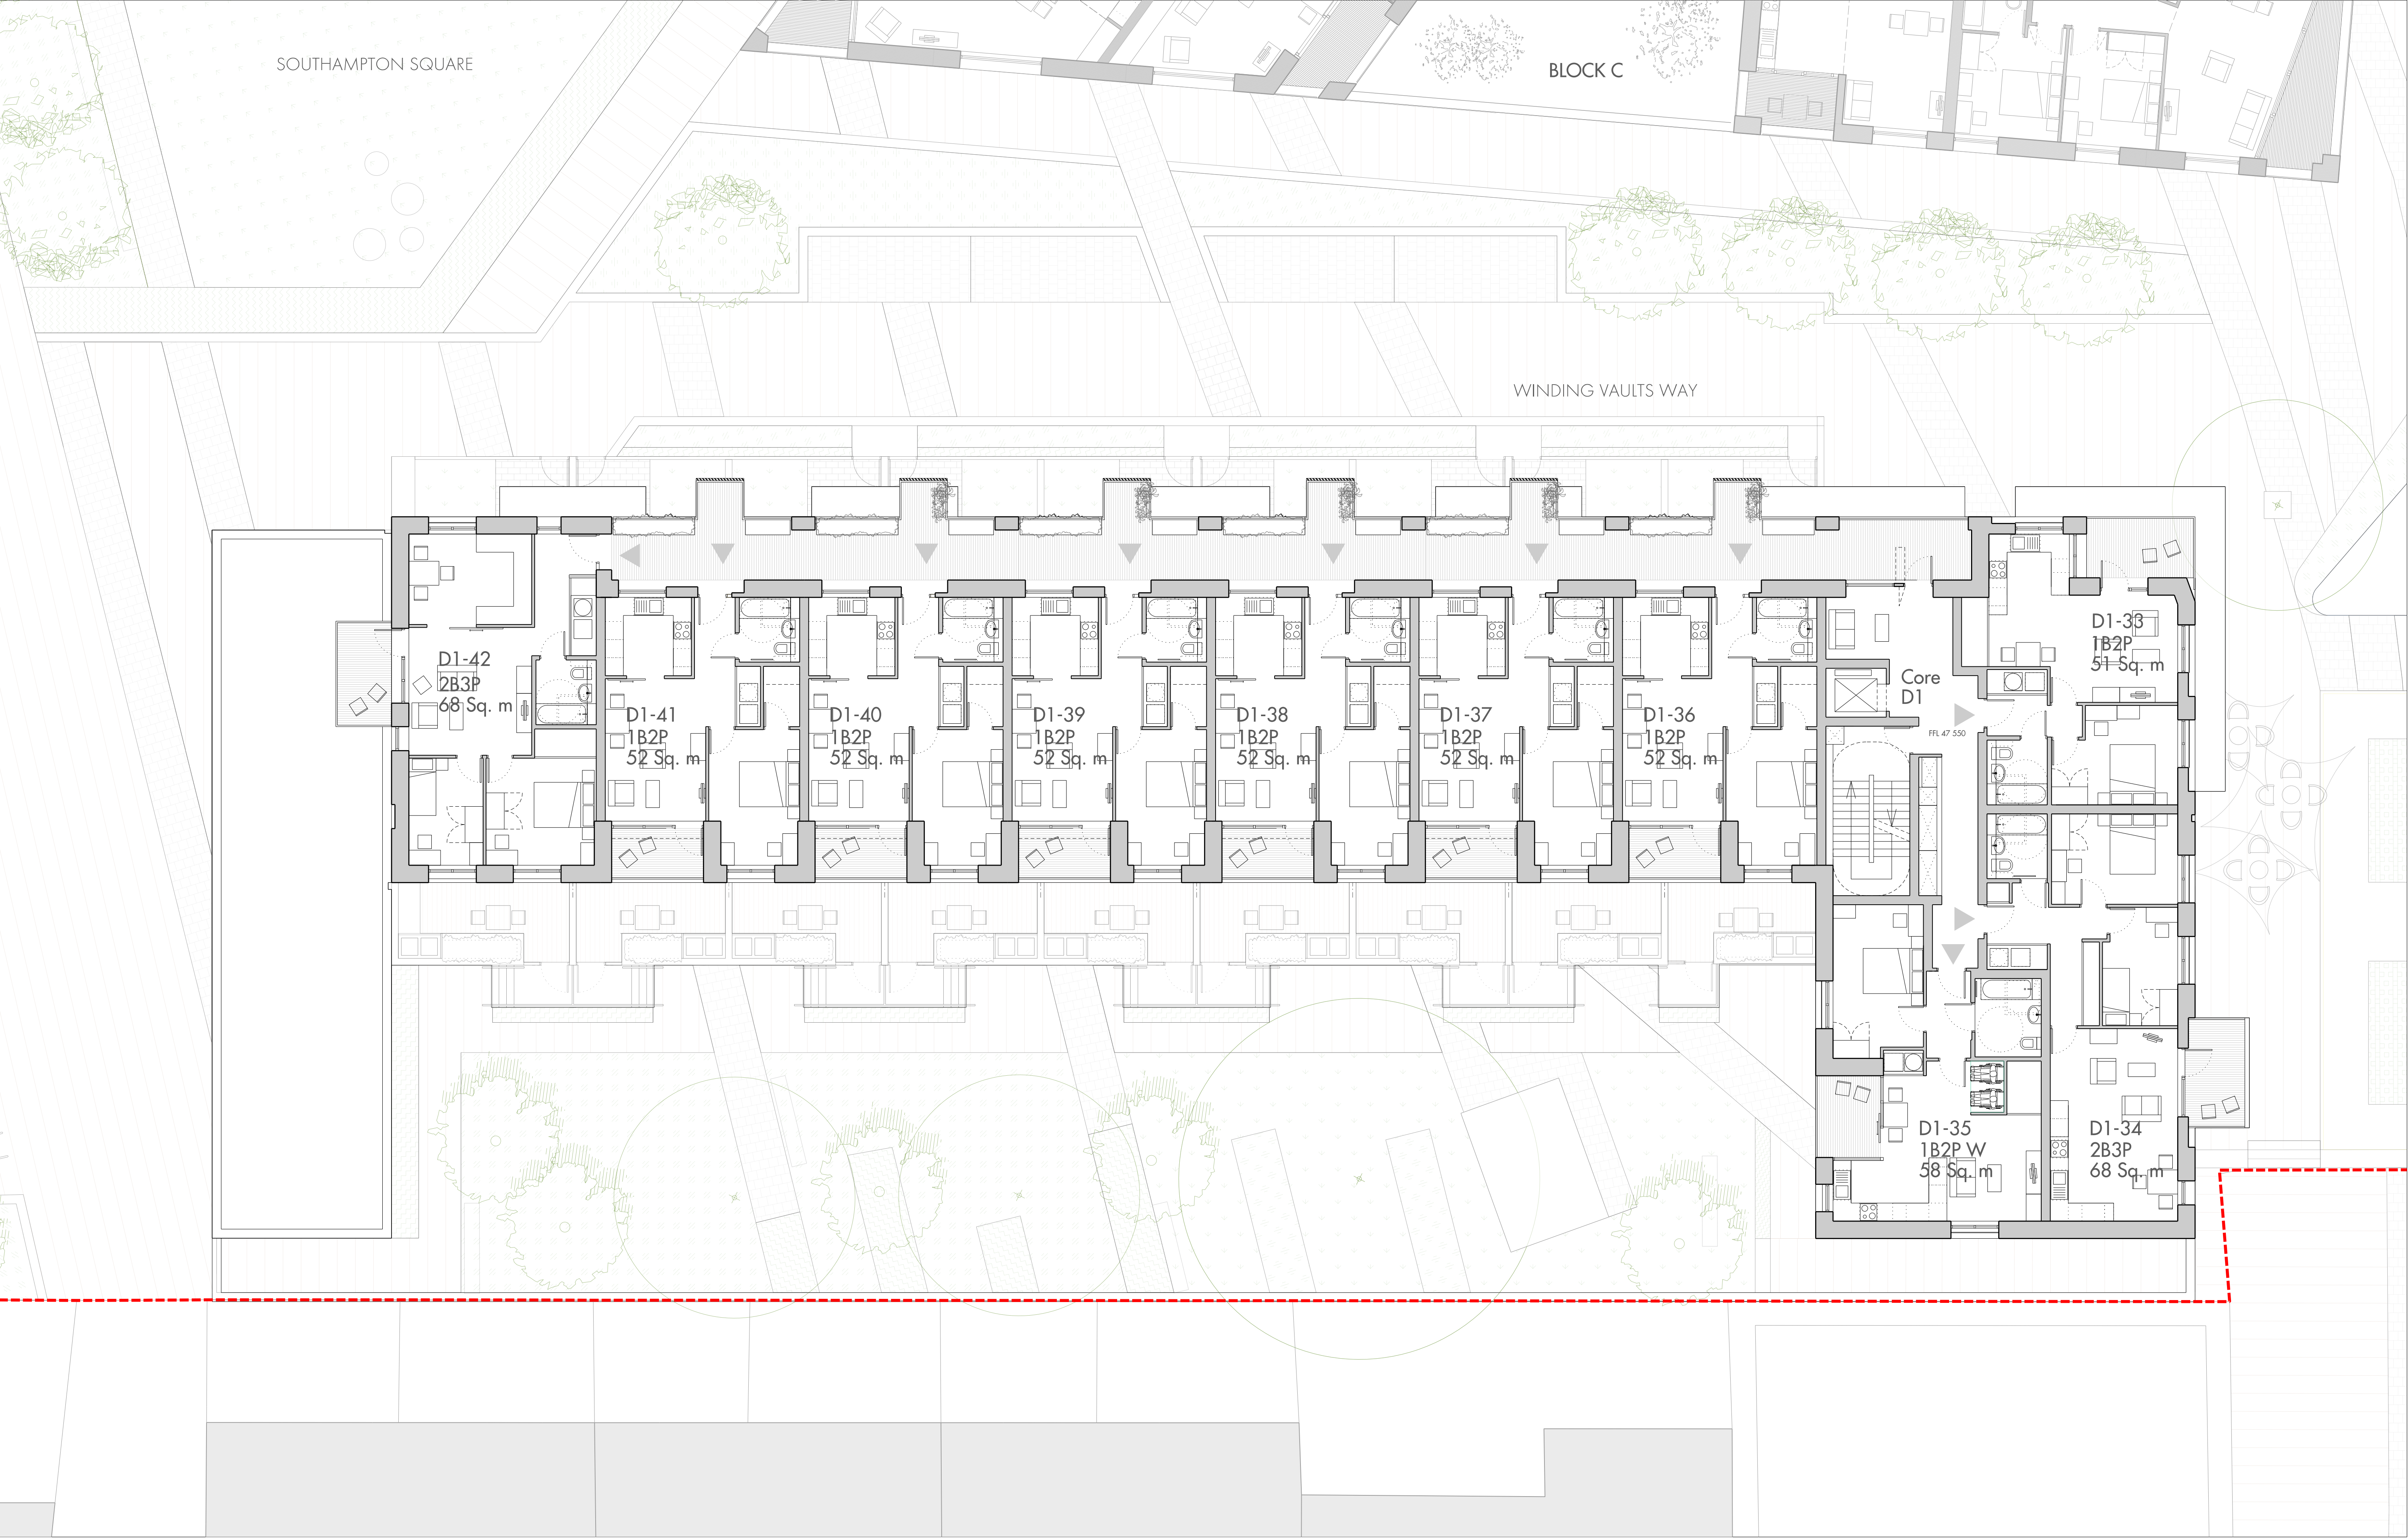 SOUTHAMPTON SQUARE
BLOCK C
WINDING VAULTS WAY
D1-42
2B3P
68 Sq. m
D1-41
1B2P
52 Sq. m
D1-40
1B2P
52 Sq. m
D1-39
1B2P
52 Sq. m
D1-38
1B2P
52 Sq. m
D1-37
1B2P
52 Sq. m
D1-36
1B2P
52 Sq. m
Core
D1
FFL 47 550
D1-33
1B2P
51 Sq. m
D1-35
1B2P W
58 Sq. m
D1-34
2B3P
68 Sq. m